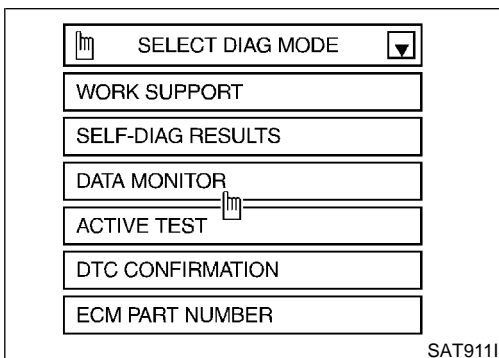 SELECT DIAG MODE
WORK SUPPORT
SELF-DIAG RESULTS
DATA MONITOR
ACTIVE TEST
DTC CONFIRMATION
ECM PART NUMBER
SAT911I